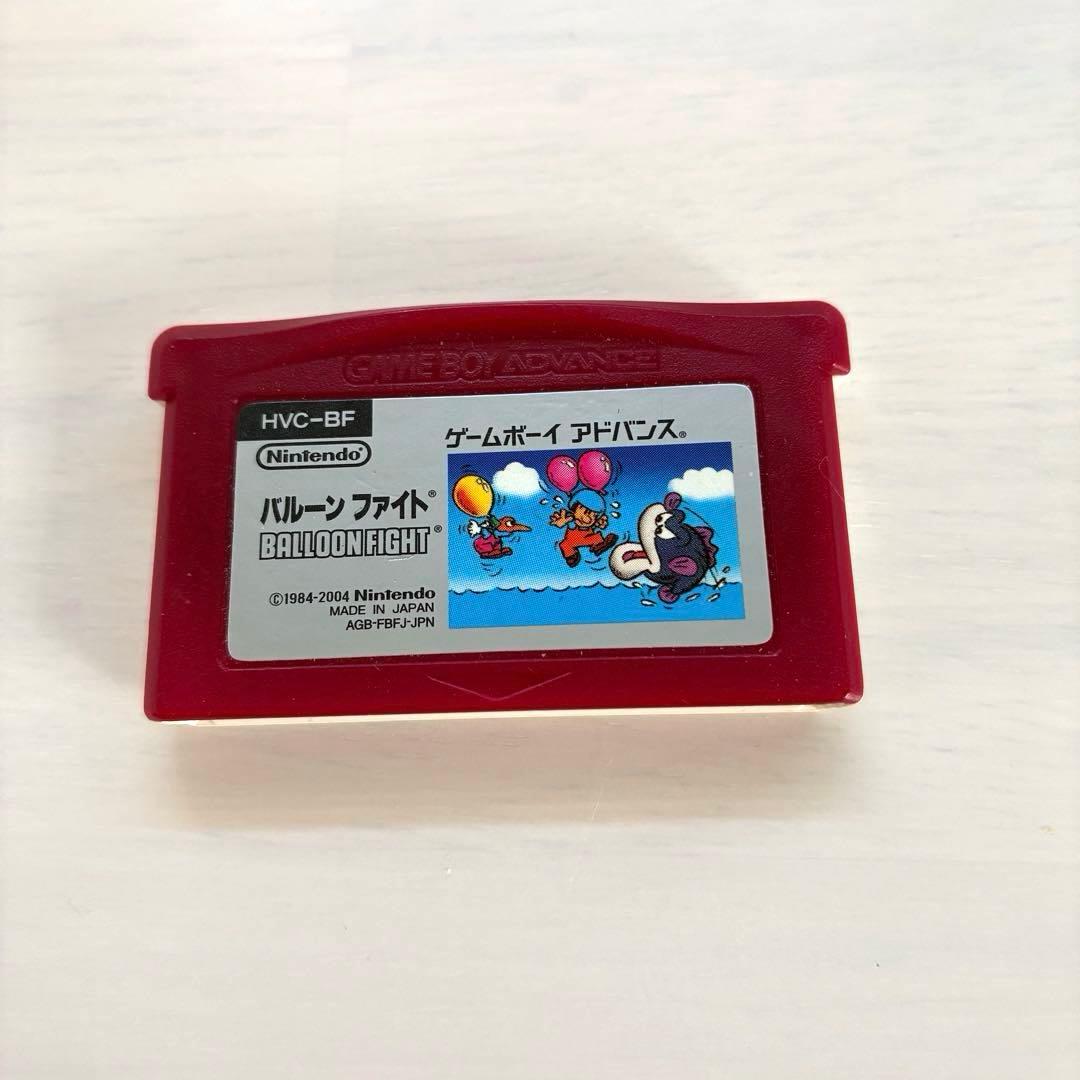 GAME BOY ADVANCE
HVC-BF
Nintendo®
ゲームボーイ アドバンス®
バルーン ファイト®
BALLOON FIGHT®
©1984-2004 Nintendo
MADE IN JAPAN
AGB-FBFJ-JPN